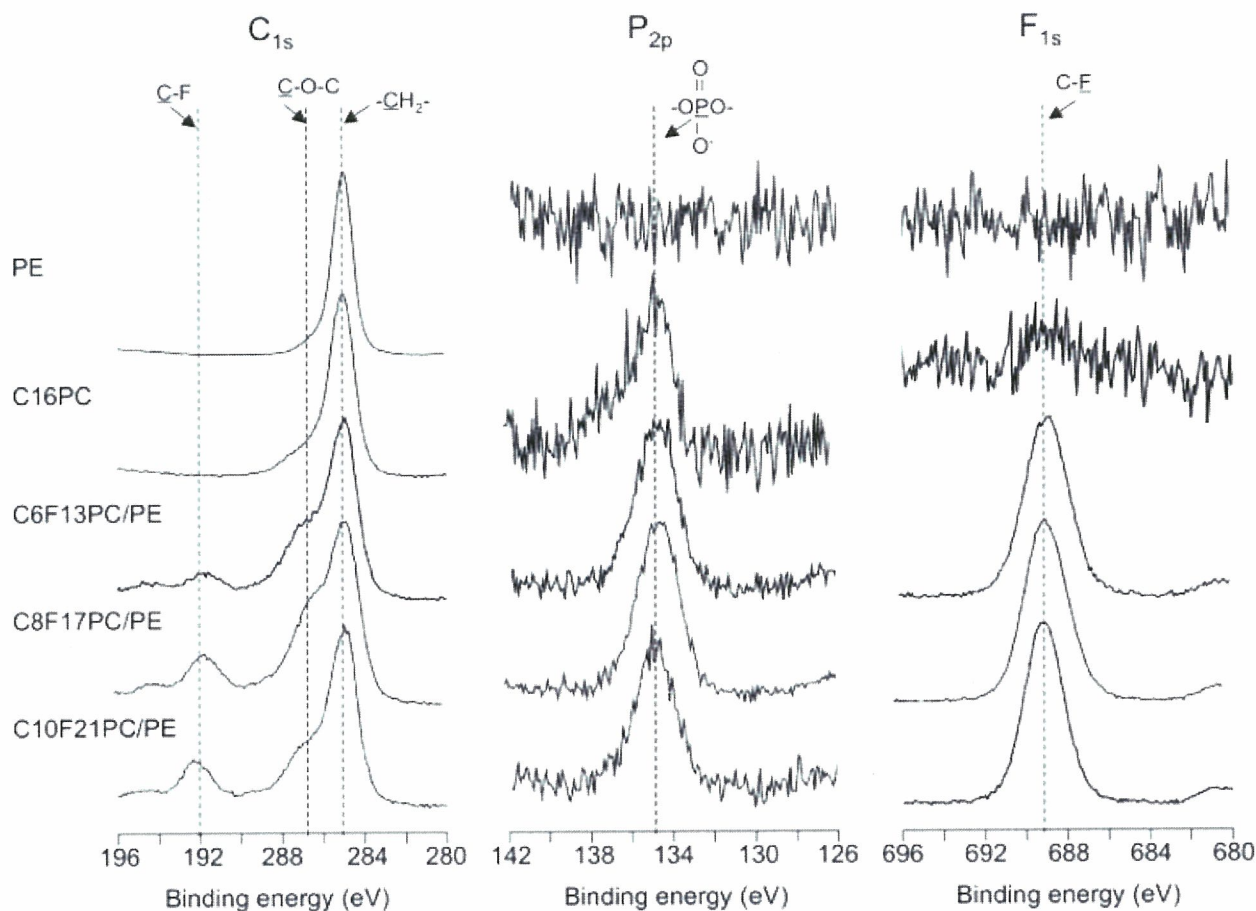 C1s
P2p
F1s
C-F
C-O-C
-CH2-
O
-OPO-
O-
C-F
PE
C16PC
C6F13PC/PE
C8F17PC/PE
C10F21PC/PE
196 192 288 284 280
142 138 134 130 126
696 692 688 684 680
Binding energy (eV)
Binding energy (eV)
Binding energy (eV)